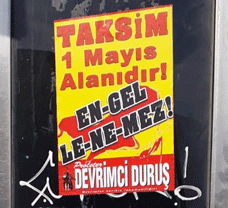 TAKSİM
1 Mayıs
Alanıdır!
EN-GEL
LE-NE-MEZ!
Proleter
DEVRİMCİ DURUŞ